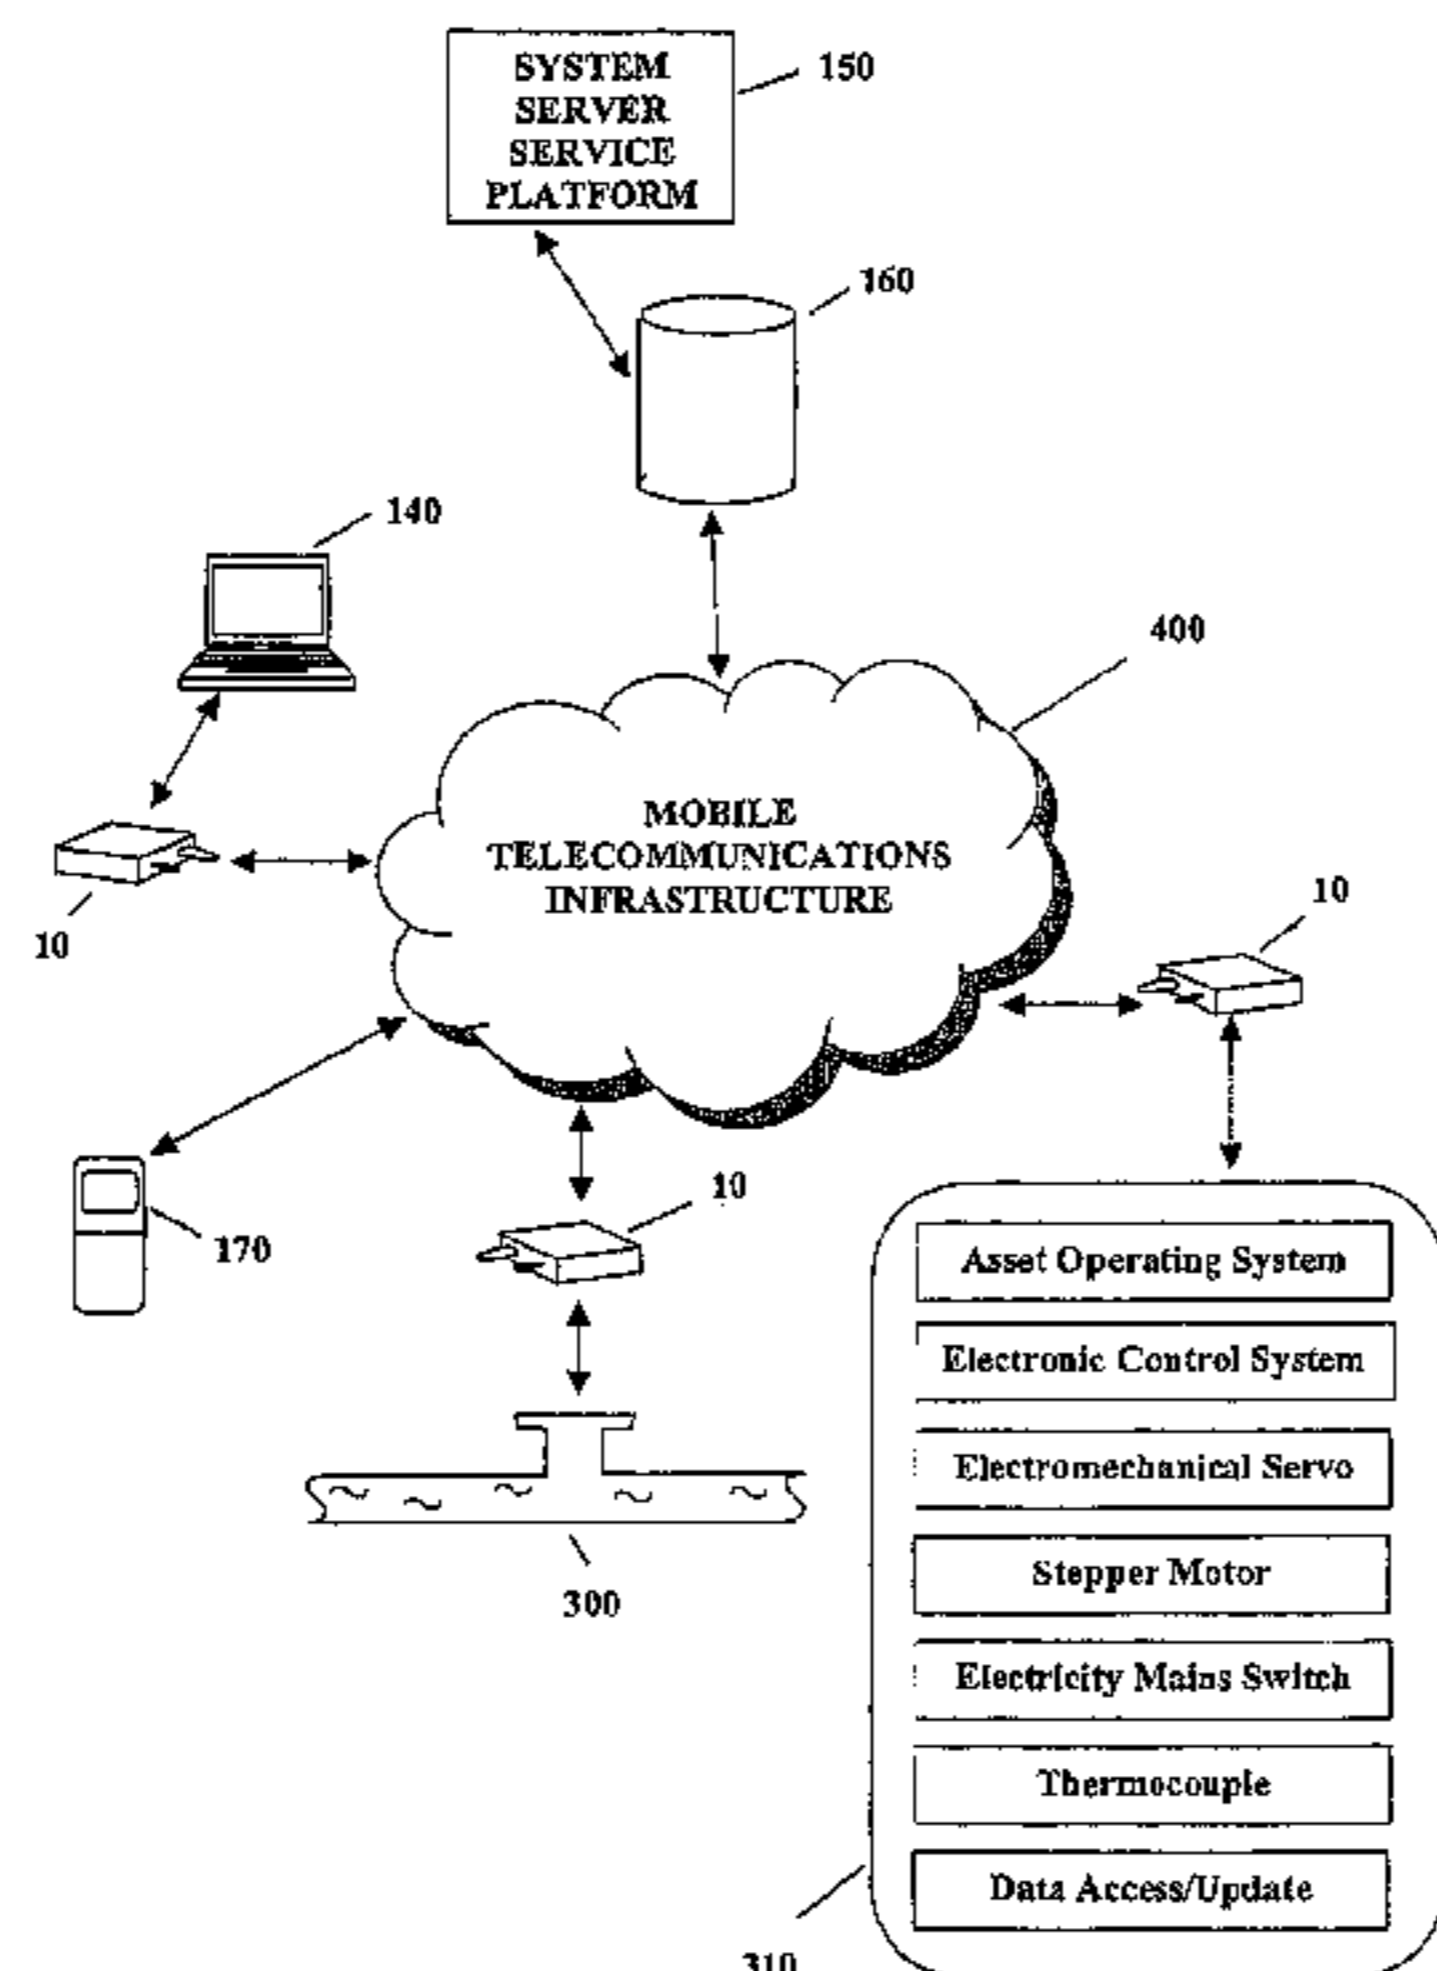 SYSTEM
SERVER
SERVICE
PLATFORM
150
160
140
400
MOBILE
TELECOMMUNICATIONS
INFRASTRUCTURE
10
10
10
170
300
Asset Operating System
Electronic Control System
Electromechanical Servo
Stepper Motor
Electricity Mains Switch
Thermocouple
Data Access/Update
310